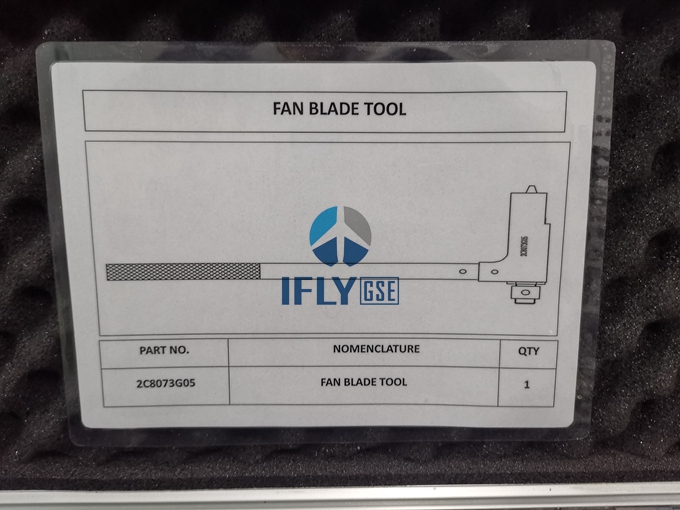 FAN BLADE TOOL
IFLY GSE
PART NO. NOMENCLATURE QTY
2C8073G05 FAN BLADE TOOL 1